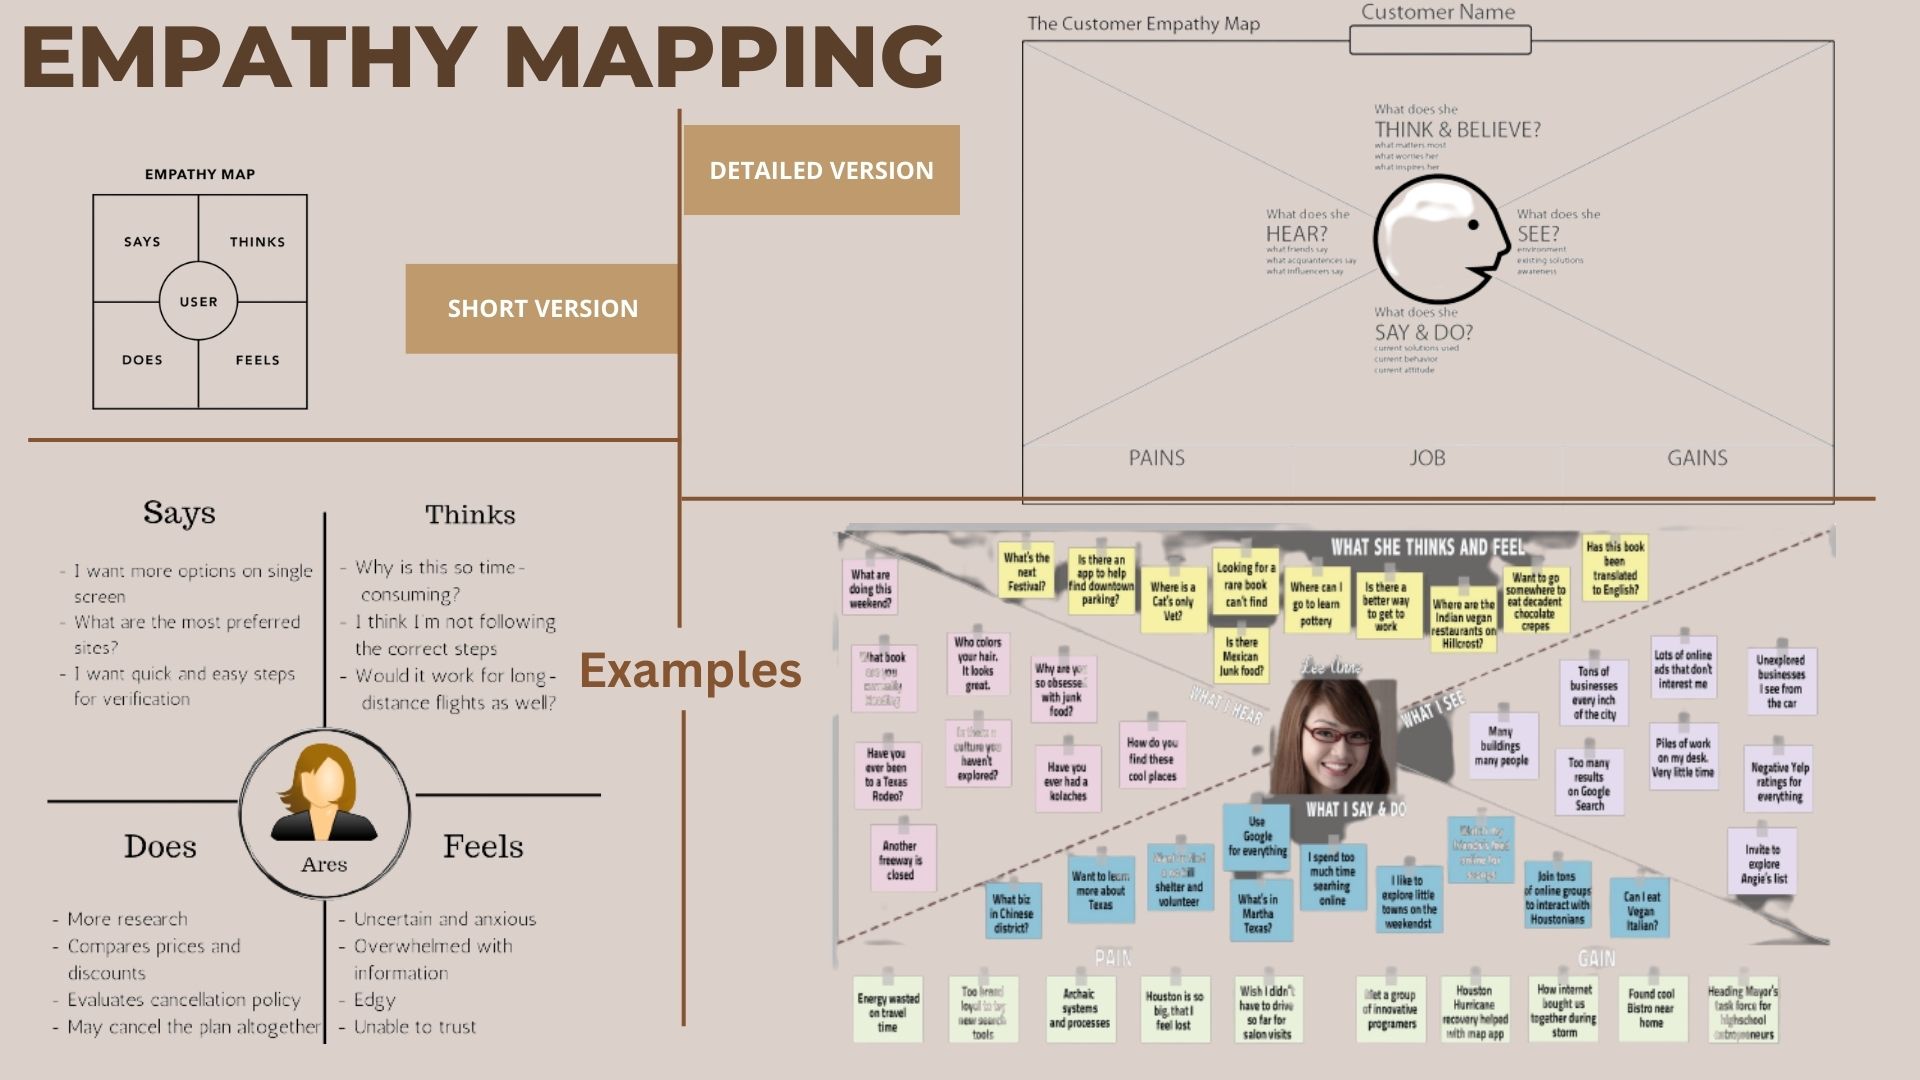 EMPATHY MAPPING
EMPATHY MAP
SAYS
THINKS
USER
DOES
FEELS
SHORT VERSION
DETAILED VERSION
The Customer Empathy Map
Customer Name
What does she
THINK & BELIEVE?
what matters most
what worries her
what inspires her
What does she
HEAR?
what friends say
what acquantences say
what influencers say
What does she
SEE?
environment
existing solutions
awareness
What does she
SAY & DO?
current solutions used
current behavior
current attitude
PAINS
JOB
GAINS
Says
- I want more options on single
screen
- What are the most preferred
sites?
- I want quick and easy steps
for verification
Thinks
- Why is this so time-
consuming?
- I think I'm not following
the correct steps
- Would it work for long-
distance flights as well?
Ares
Does
- More research
- Compares prices and
discounts
- Evaluates cancellation policy
- May cancel the plan altogether
Feels
- Uncertain and anxious
- Overwhelmed with
information
- Edgy
- Unable to trust
Examples
WHAT SHE THINKS AND FEEL
What's the
next
Festival?
Is there an
app to help
find downtown
parking?
Where is a
Cat's only
Vet?
Looking for a
rare book
can't find
Is there
Mexican
Junk food?
Where can I
go to learn
pottery
Is there a
better way
to get to
work
Where are the
Indian vegan
restaurants on
Hillcrost?
Want to go
somewhere to
eat decadent
chocolate
crepes
Has this book
been
translated
to English?
Lee Anne
WHAT I HEAR
What are
doing this
weekend?
What book
are you
Who colors
your hair.
It looks
great.
Why are you
so obsesse
with junk
food?
culture you
haven't
explored?
Have you
ever been
to a Texas
Rodeo?
Have you
ever had a
kolaches
How do you
find these
cool places
Another
freeway is
closed
WHAT I SEE
Many
buildings
many people
Tons of
businesses
every inch
of the city
Lots of online
ads that don't
interest me
Unexplored
businesses
I see from
the car
Too many
results
on Google
Search
Piles of work
on my desk.
Very little time
Negative Yelp
ratings for
everything
Invite to
explore
Angie's list
WHAT I SAY & DO
What biz
in Chinese
district?
Want to learn
more about
Texas
shelter and
volunteer
Use
Google
for everything
What's in
Martha
Texas?
I spend too
much time
searhing
online
I like to
explore little
towns on the
weekendst
Join tons
of online groups
to interact with
Houstonians
Can I eat
Vegan
Italian?
PAIN
Energy wasted
on travel
time
Too brand
loyal to try
new search
tools
Archaic
systems
and processes
Houston is so
big, that I
feel lost
Wish I didn't
have to drive
so far for
salon visits
GAIN
Met a group
of innovative
programers
Houston
Hurricane
recovery helped
with map app
How internet
bought us
together during
storm
Found cool
Bistro near
home
Heading Mayor's
task force for
highschool